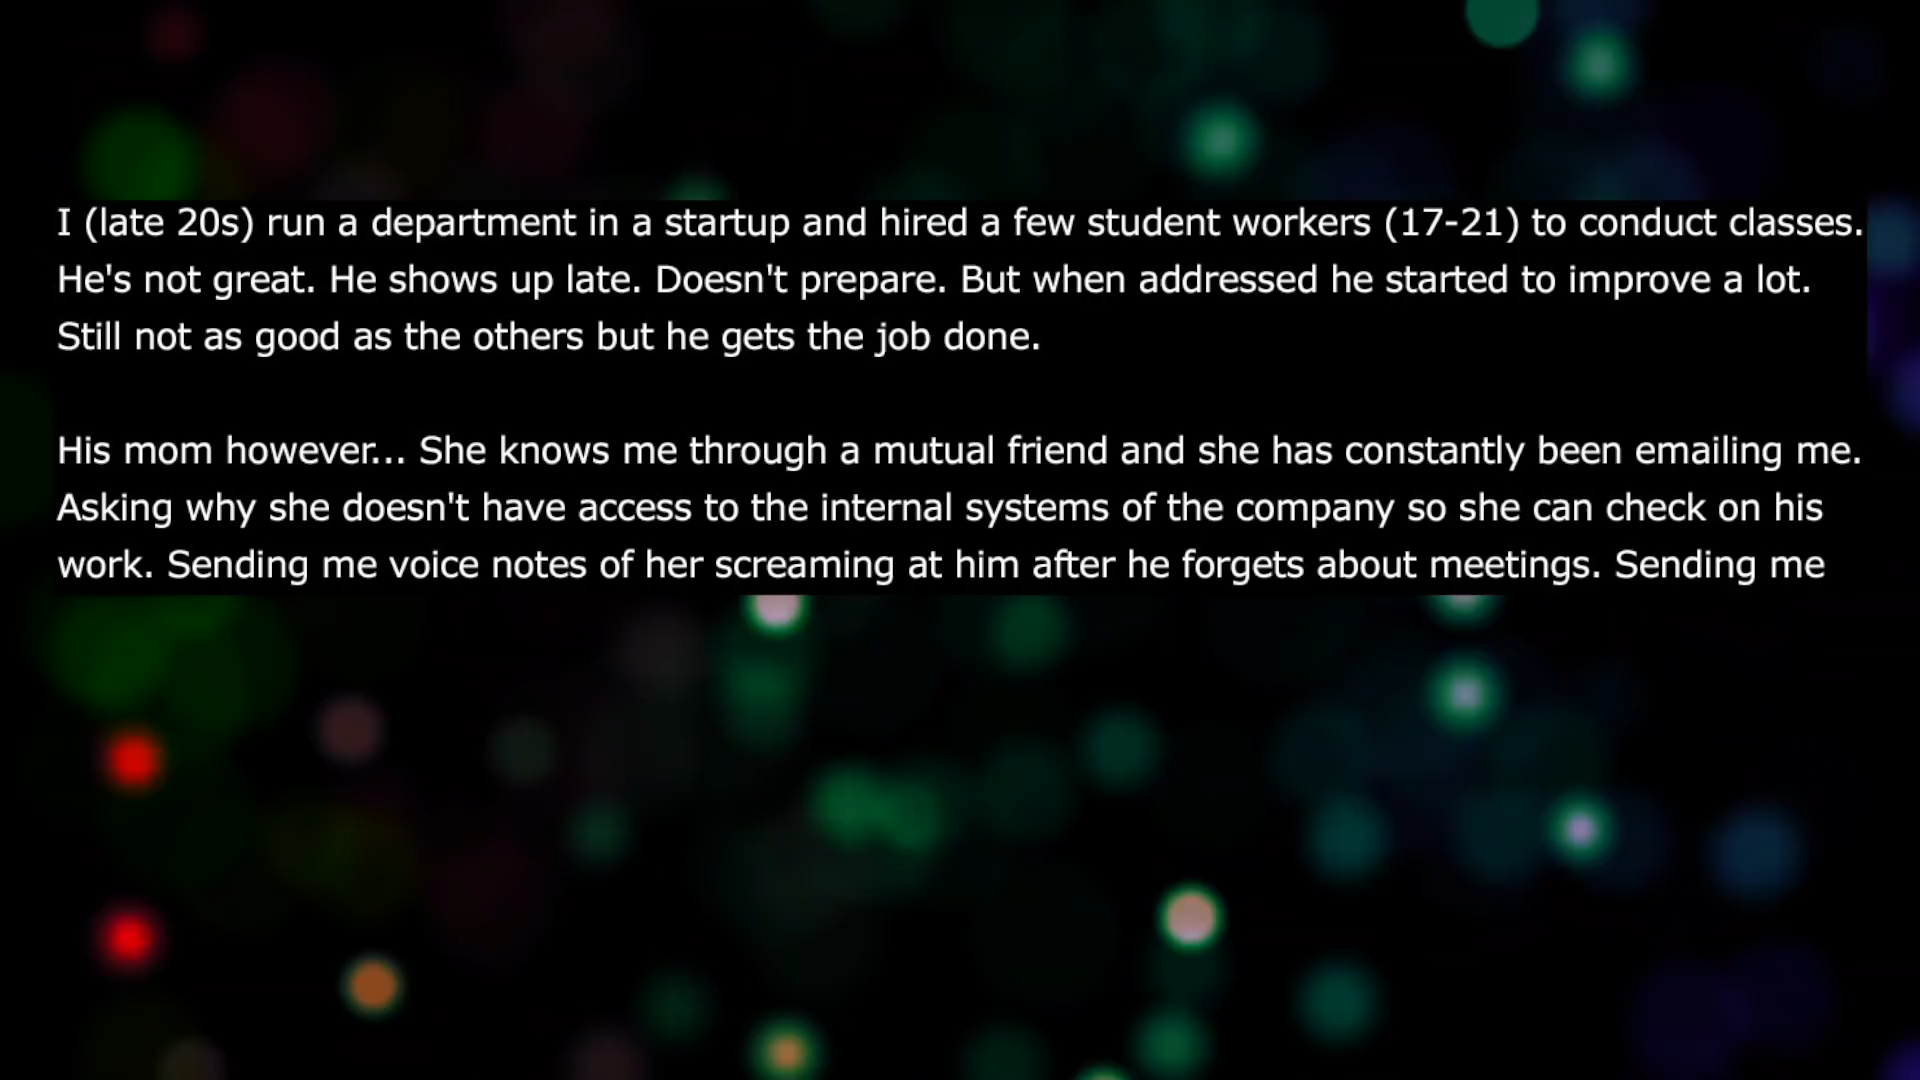 I (late 20s) run a department in a startup and hired a few student workers (17-21) to conduct classes.
He's not great. He shows up late. Doesn't prepare. But when addressed he started to improve a lot.
Still not as good as the others but he gets the job done.
His mom however... She knows me through a mutual friend and she has constantly been emailing me.
Asking why she doesn't have access to the internal systems of the company so she can check on his
work. Sending me voice notes of her screaming at him after he forgets about meetings. Sending me